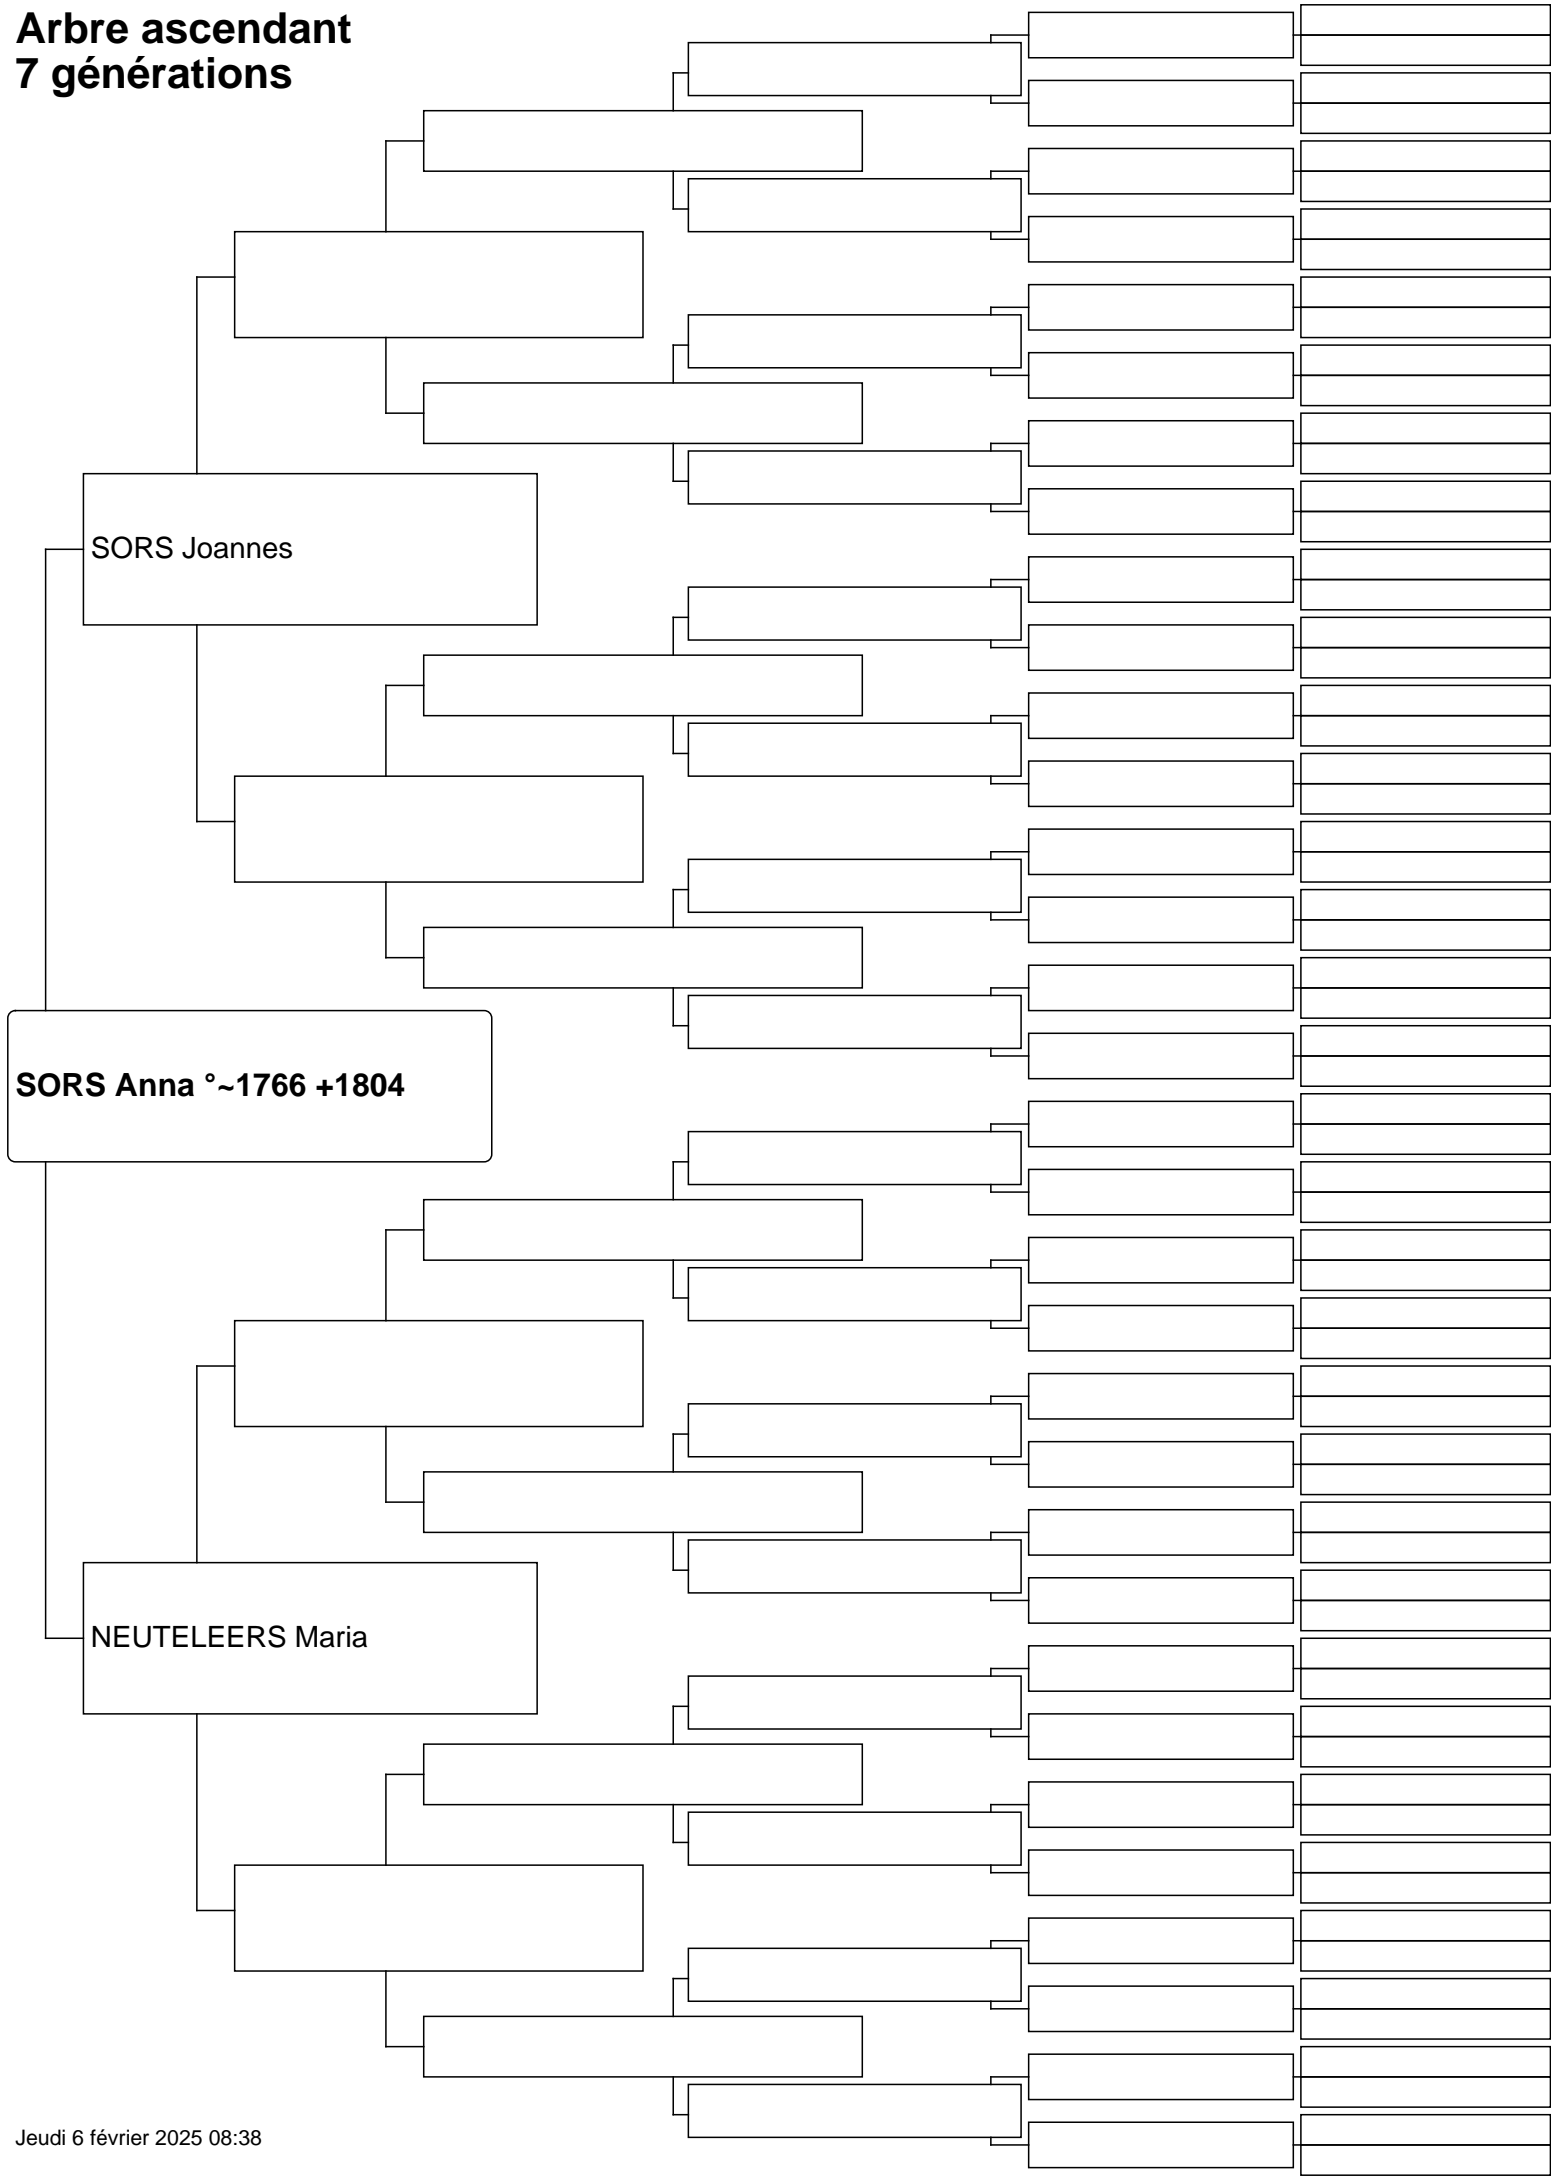 Arbre ascendant
7 générations
SORS Joannes
SORS Anna °~1766 +1804
NEUTELEERS Maria
Jeudi 6 février 2025 08:38